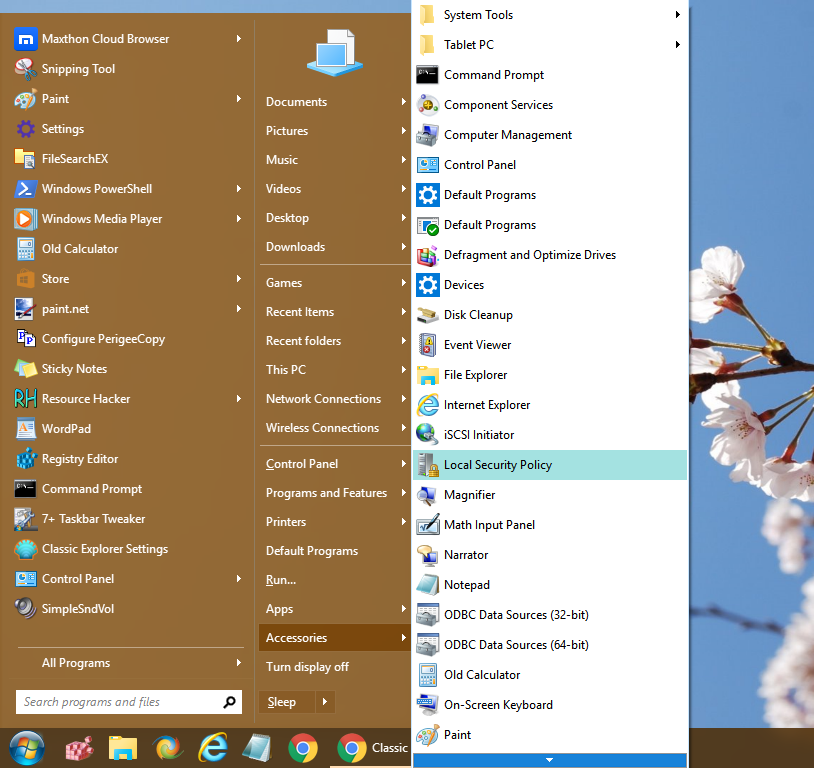 Maxthon Cloud Browser
Snipping Tool
Paint
Settings
FileSearchEX
Windows PowerShell
Windows Media Player
Old Calculator
Store
paint.net
Configure PerigeeCopy
Sticky Notes
Resource Hacker
WordPad
Registry Editor
Command Prompt
7+ Taskbar Tweaker
Classic Explorer Settings
Control Panel
SimpleSndVol
All Programs
Search programs and files
Documents
Pictures
Music
Videos
Desktop
Downloads
Games
Recent Items
Recent folders
This PC
Network Connections
Wireless Connections
Control Panel
Programs and Features
Printers
Default Programs
Run...
Apps
Accessories
Turn display off
Sleep
System Tools
Tablet PC
Command Prompt
Component Services
Computer Management
Control Panel
Default Programs
Default Programs
Defragment and Optimize Drives
Devices
Disk Cleanup
Event Viewer
File Explorer
Internet Explorer
iSCSI Initiator
Local Security Policy
Magnifier
Math Input Panel
Narrator
Notepad
ODBC Data Sources (32-bit)
ODBC Data Sources (64-bit)
Old Calculator
On-Screen Keyboard
Paint
Classic